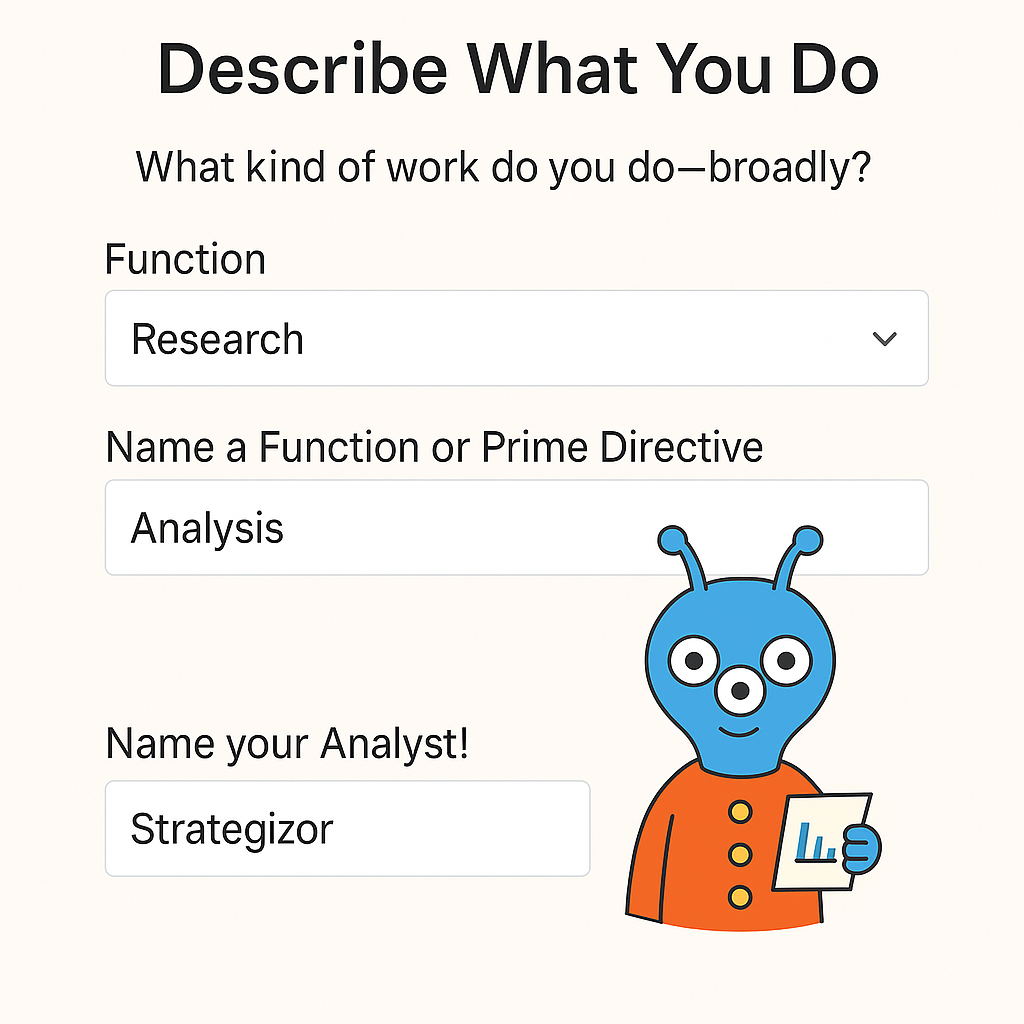 Describe What You Do
What kind of work do you do—broadly?
Function
Research
Name a Function or Prime Directive
Analysis
Name your Analyst!
Strategizor